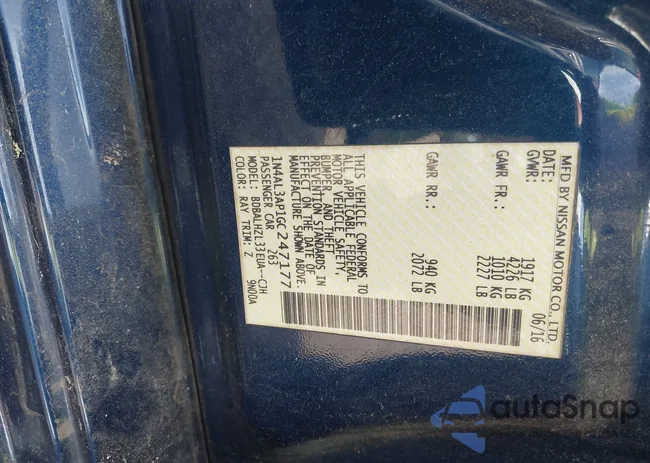 MFD BY NISSAN MOTOR CO., LTD.
DATE: 06/16
GVWR: 1917 KG
4226 LB
GAWR FR.: 1010 KG
2227 LB
GAWR RR.: 940 KG
2072 LB
THIS VEHICLE CONFORMS TO
ALL APPLICABLE FEDERAL
MOTOR VEHICLE SAFETY,
BUMPER, AND THEFT
PREVENTION STANDARDS IN
EFFECT ON THE DATE OF
MANUFACTURE SHOWN ABOVE.
1N4AL3AP1GC247177
PASSENGER CAR 263
MODEL: BDBALHZL33EUA--C3H
COLOR: RAY TRIM: Z 9N00A
autoSnap